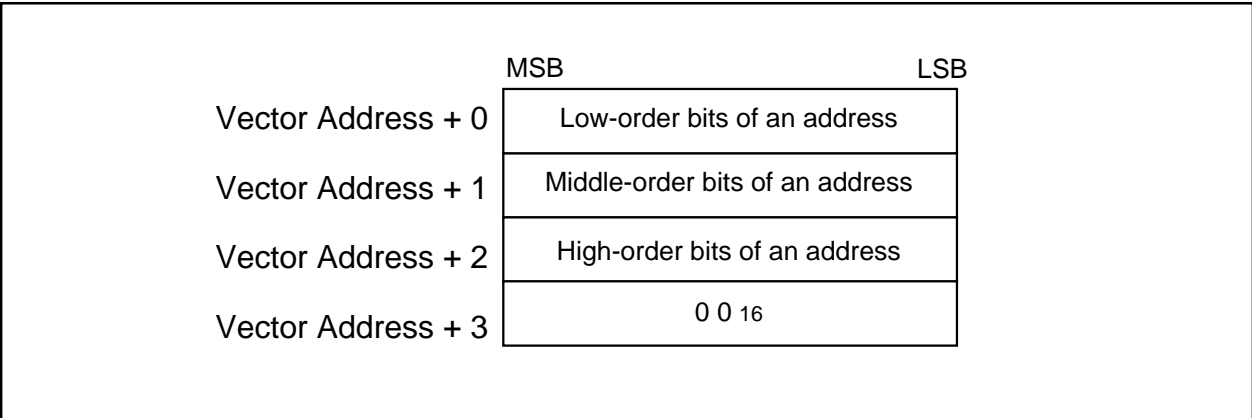 MSB LSB
Vector Address + 0 Low-order bits of an address
Vector Address + 1 Middle-order bits of an address
Vector Address + 2 High-order bits of an address
Vector Address + 3 0 0 16